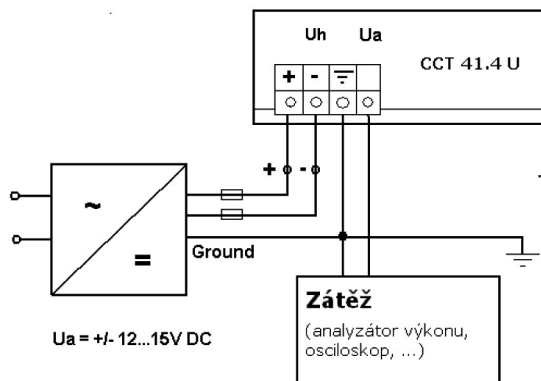 Uh Ua
CCT 41.4 U
+ -
+ -
~
=
Ground
Zátěž
(analyzátor výkonu,
osciloskop, ...)
Ua = +/- 12...15V DC